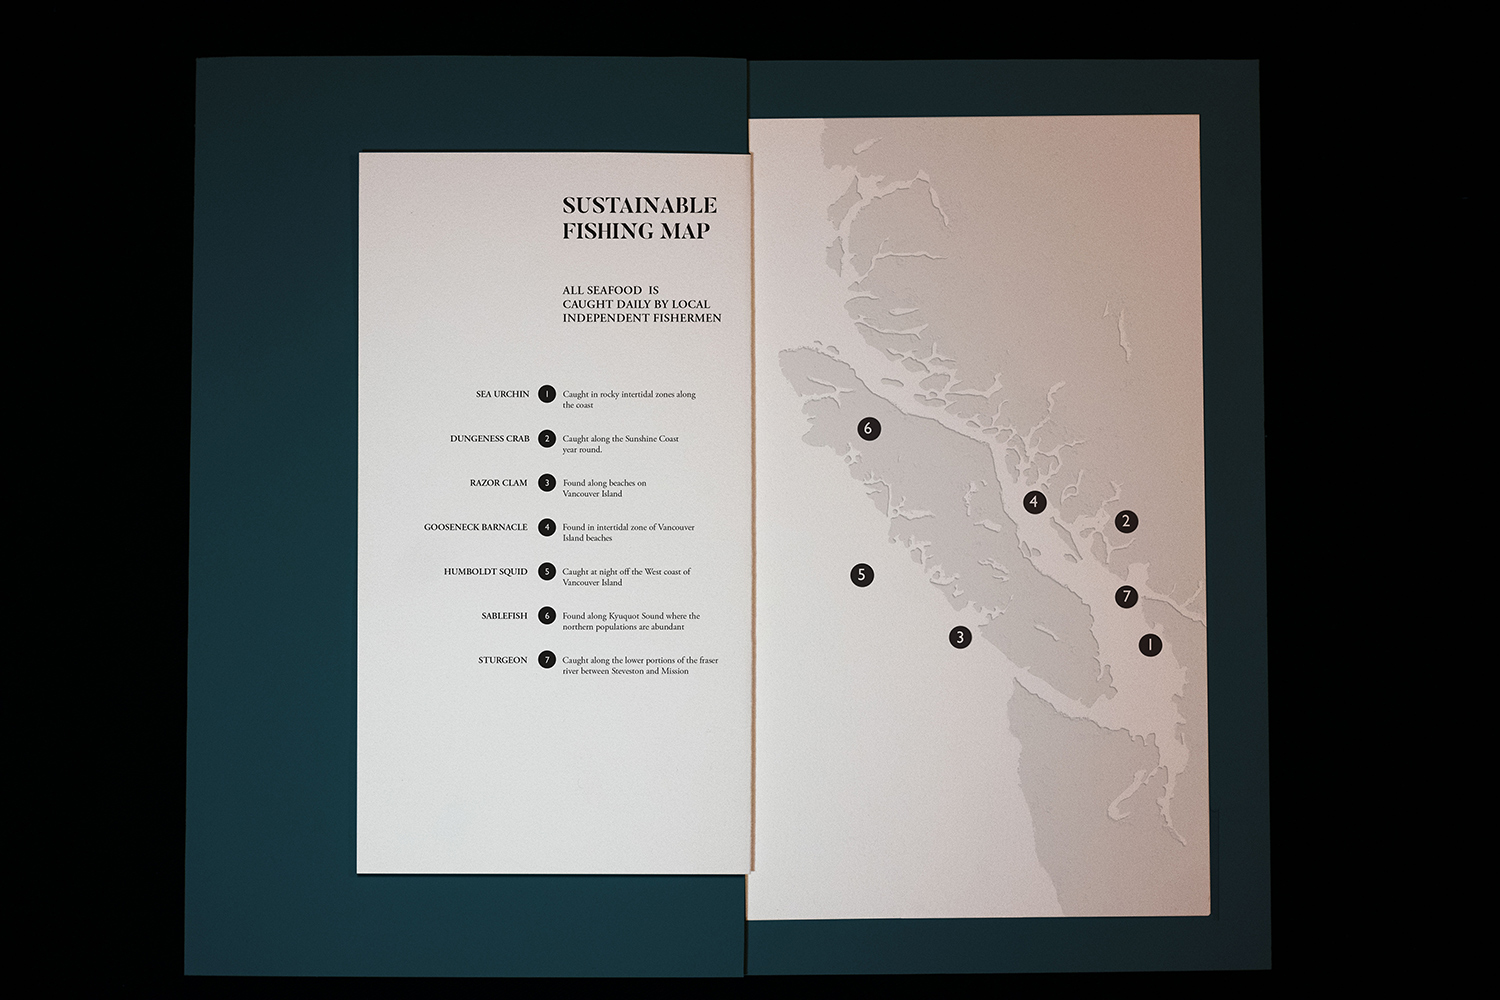 SUSTAINABLE
FISHING MAP
ALL SEAFOOD IS
CAUGHT DAILY BY LOCAL
INDEPENDENT FISHERMEN
SEA URCHIN 1 Caught in rocky intertidal zones along
the coast
DUNGENESS CRAB 2 Caught along the Sunshine Coast
year round.
RAZOR CLAM 3 Found along beaches on
Vancouver Island
GOOSENECK BARNACLE 4 Found in intertidal zone of Vancouver
Island beaches
HUMBOLDT SQUID 5 Caught at night off the West coast of
Vancouver Island
SABLEFISH 6 Found along Kyuquot Sound where the
northern populations are abundant
STURGEON 7 Caught along the lower portions of the fraser
river between Steveston and Mission
6
4
2
5
7
3
1